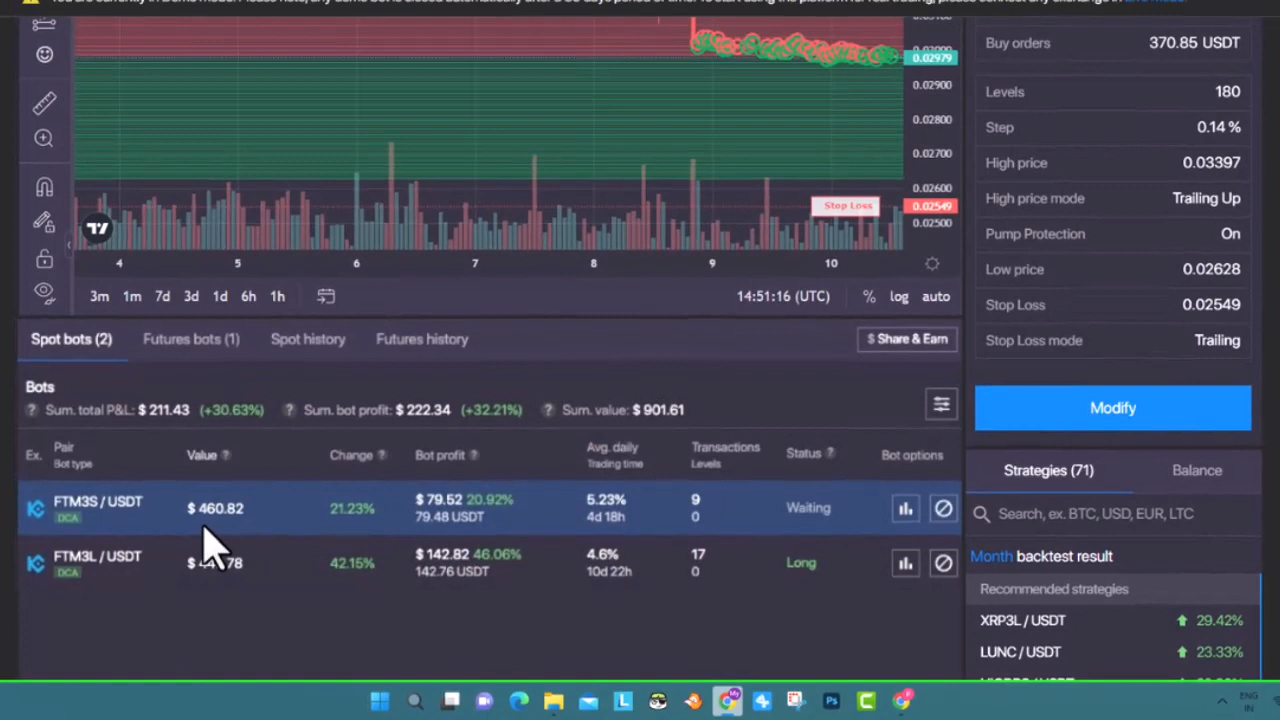 0.02979
0.02900
0.02800
0.02700
0.02600
Stop Loss 0.02549
0.02500
4 5 6 7 8 9 10
3m 1m 7d 3d 1d 6h 1h 14:51:16 (UTC) % log auto
Buy orders 370.85 USDT
Levels 180
Step 0.14 %
High price 0.03397
High price mode Trailing Up
Pump Protection On
Low price 0.02628
Stop Loss 0.02549
Stop Loss mode Trailing
Modify
Spot bots (2) Futures bots (1) Spot history Futures history $ Share & Earn
Bots
? Sum. total P&L: $ 211.43 (+30.63%) ? Sum. bot profit: $ 222.34 (+32.21%) ? Sum. value: $ 901.61
Ex. Pair Value ? Change ? Bot profit ? Avg. daily Transactions Status ? Bot options
Bot type Trading time Levels
FTM3S / USDT $ 460.82 21.23% $ 79.52 20.92% 5.23% 9 Waiting
DCA 79.48 USDT 4d 18h 0
FTM3L / USDT 42.15% $ 142.82 46.06% 4.6% 17 Long
DCA 142.76 USDT 10d 22h 0
Strategies (71) Balance
Search, ex. BTC, USD, EUR, LTC
Month backtest result
Recommended strategies
XRP3L / USDT 29.42%
LUNC / USDT 23.33%
ENG
IN